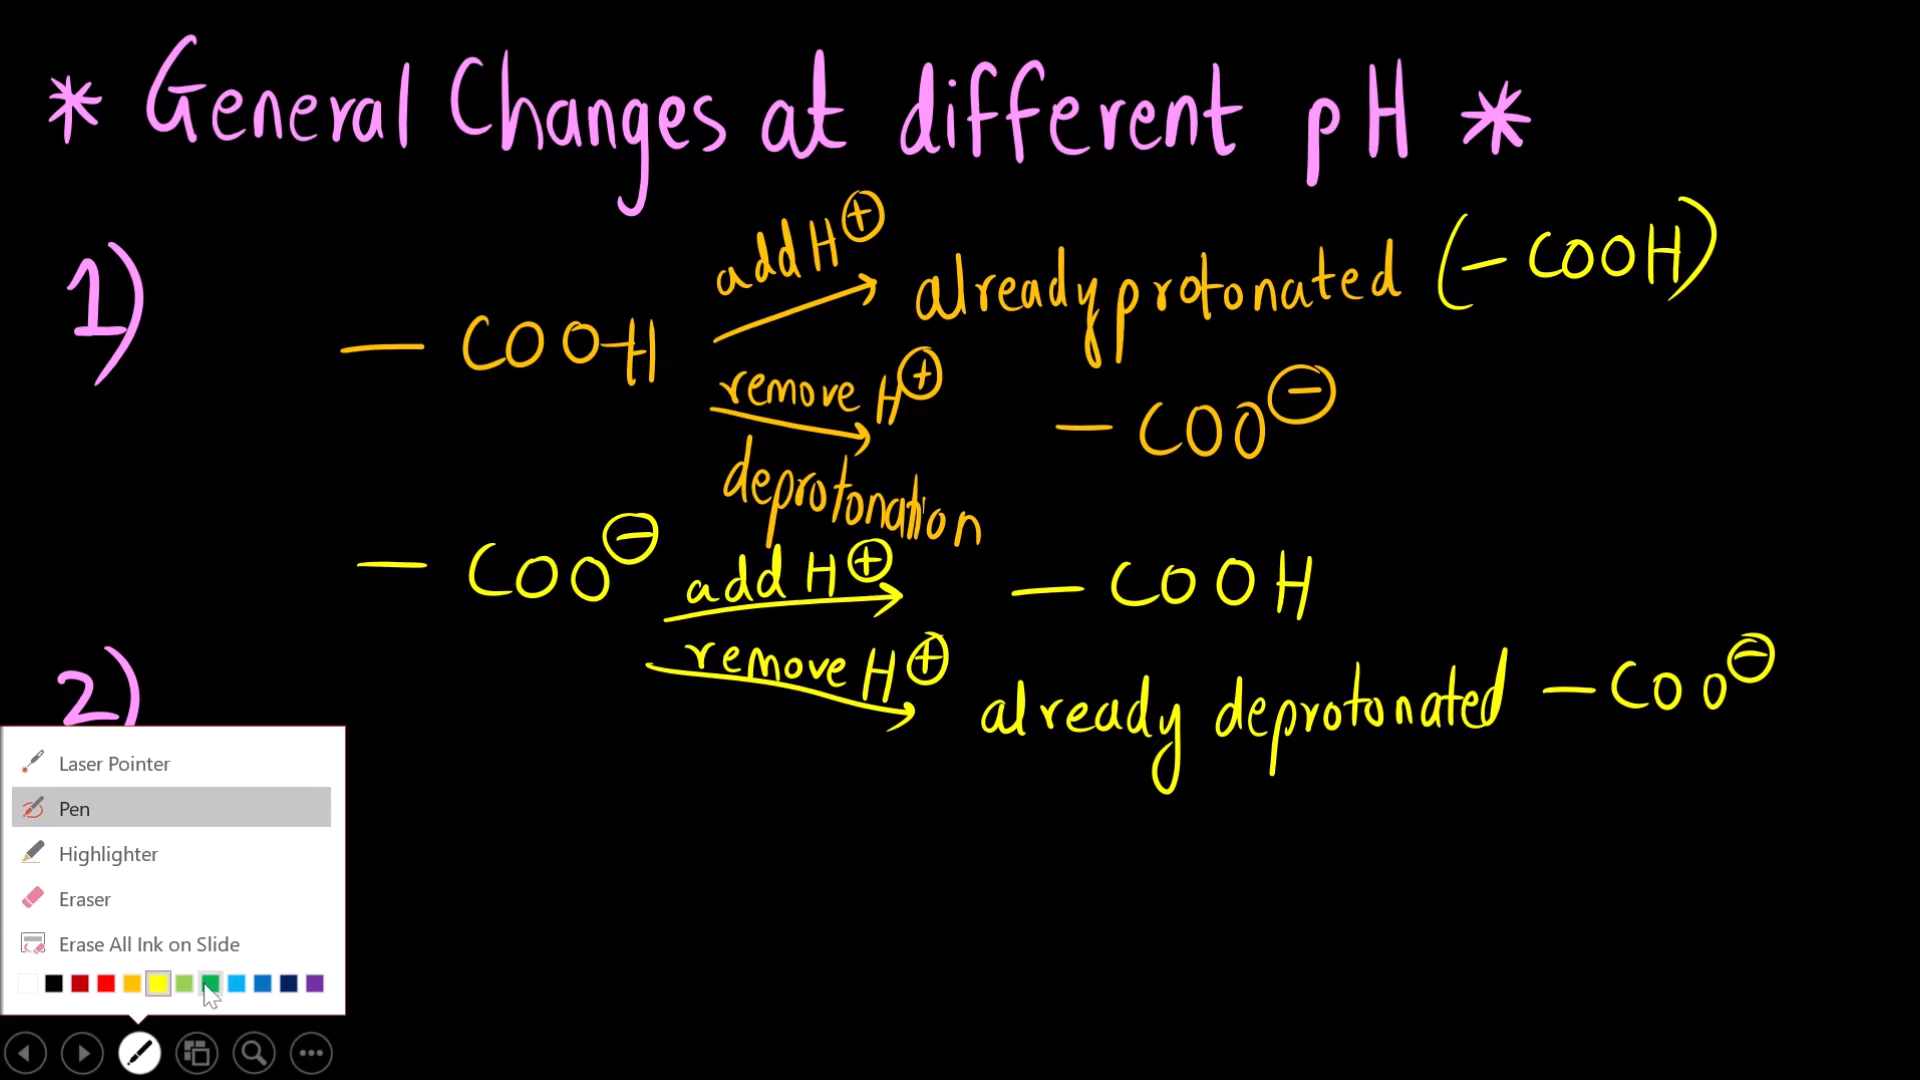 * General Changes at different pH *
1)
add H⊕
already protonated (-COOH)
— COOH
remove H⊕
— COO⊖
deprotonation
— COO⊖
add H⊕
— COOH
remove H⊕
already deprotonated — COO⊖
2)
Laser Pointer
Pen
Highlighter
Eraser
Erase All Ink on Slide